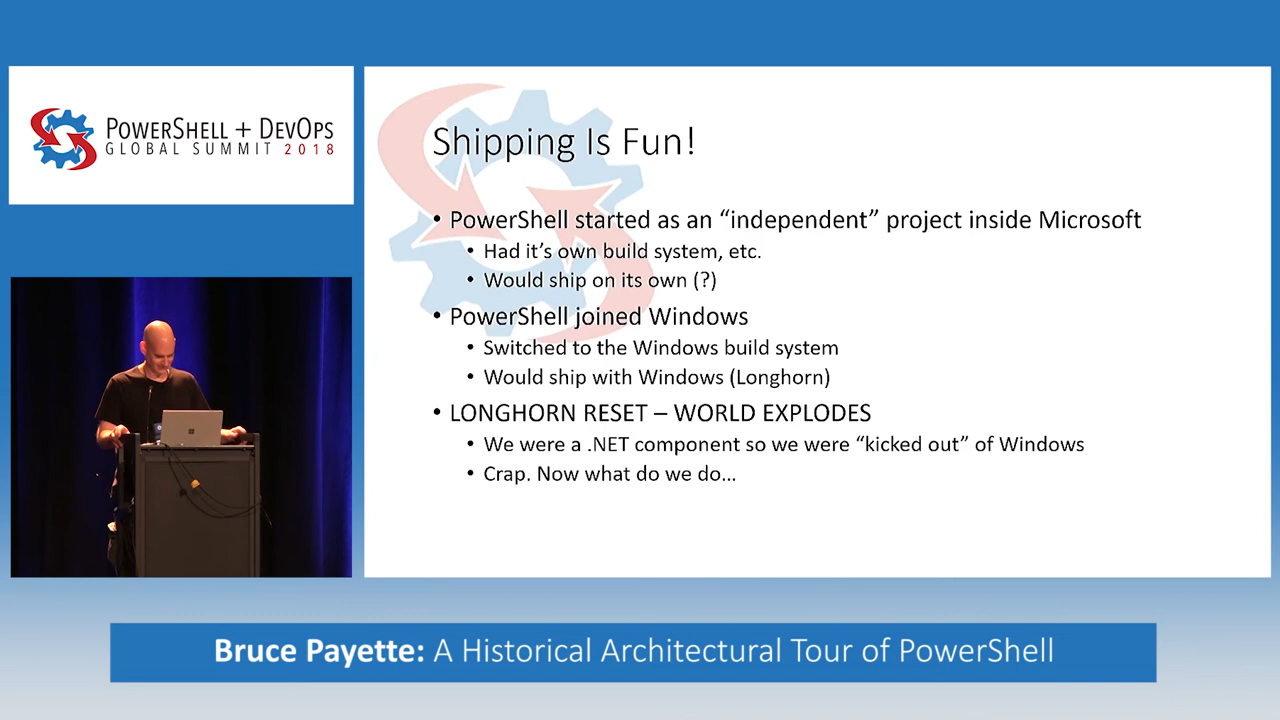 POWERSHELL + DEVOPS
GLOBAL SUMMIT 2018
Shipping Is Fun!
• PowerShell started as an “independent” project inside Microsoft
• Had it’s own build system, etc.
• Would ship on its own (?)
• PowerShell joined Windows
• Switched to the Windows build system
• Would ship with Windows (Longhorn)
• LONGHORN RESET – WORLD EXPLODES
• We were a .NET component so we were “kicked out” of Windows
• Crap. Now what do we do…
Bruce Payette: A Historical Architectural Tour of PowerShell